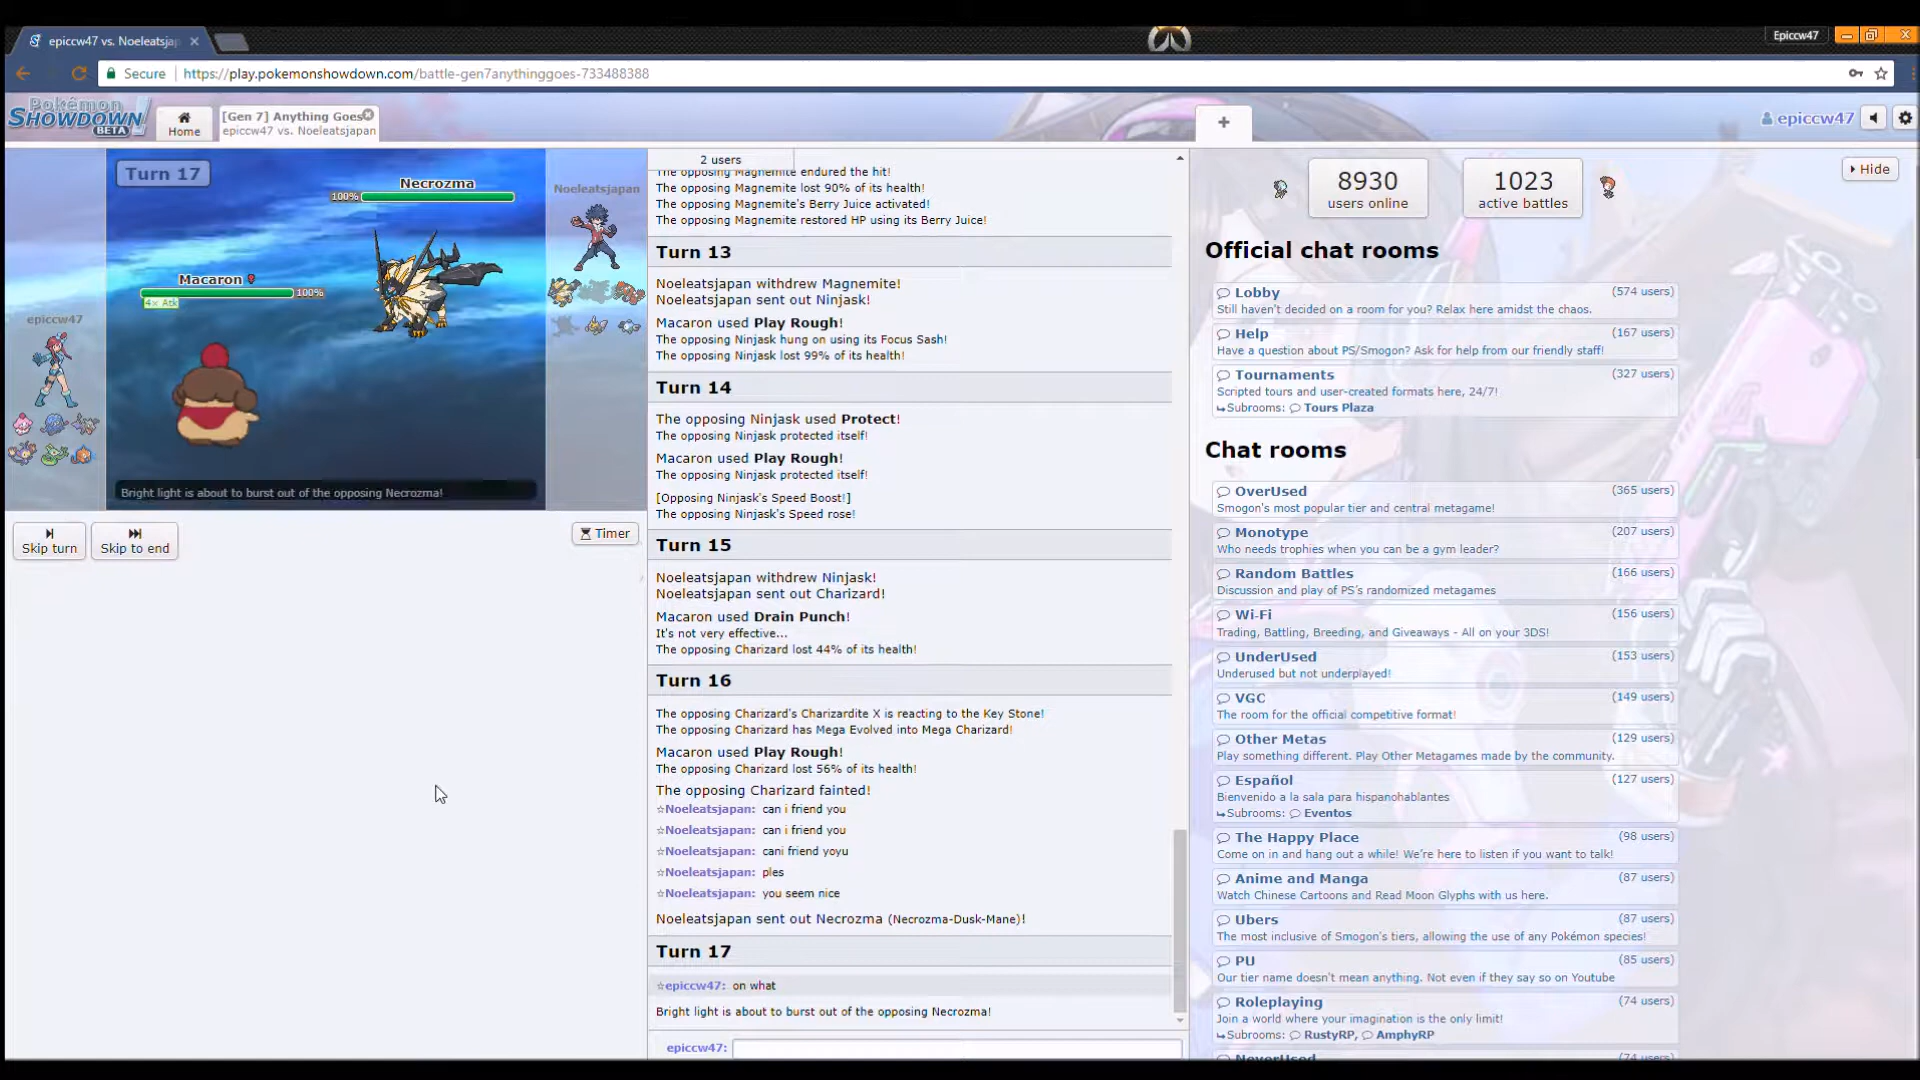 epiccw47 vs. Noeleatsjap
Epiccw47
Secure
https://play.pokemonshowdown.com/battle-gen7anythinggoes-733488388
Pokémon
SHOWDOWN!
BETA
Home
[Gen 7] Anything Goes
epiccw47 vs. Noeleatsjapan
+
epiccw47
Turn 17
Necrozma
100%
Noeleatsjapan
Macaron
100%
4× Atk
epiccw47
Bright light is about to burst out of the opposing Necrozma!
Skip turn
Skip to end
Timer
2 users
The opposing Magnemite endured the hit!
The opposing Magnemite lost 90% of its health!
The opposing Magnemite's Berry Juice activated!
The opposing Magnemite restored HP using its Berry Juice!
Turn 13
Noeleatsjapan withdrew Magnemite!
Noeleatsjapan sent out Ninjask!
Macaron used Play Rough!
The opposing Ninjask hung on using its Focus Sash!
The opposing Ninjask lost 99% of its health!
Turn 14
The opposing Ninjask used Protect!
The opposing Ninjask protected itself!
Macaron used Play Rough!
The opposing Ninjask protected itself!
[Opposing Ninjask's Speed Boost!]
The opposing Ninjask's Speed rose!
Turn 15
Noeleatsjapan withdrew Ninjask!
Noeleatsjapan sent out Charizard!
Macaron used Drain Punch!
It's not very effective...
The opposing Charizard lost 44% of its health!
Turn 16
The opposing Charizard's Charizardite X is reacting to the Key Stone!
The opposing Charizard has Mega Evolved into Mega Charizard!
Macaron used Play Rough!
The opposing Charizard lost 56% of its health!
The opposing Charizard fainted!
☆Noeleatsjapan: can i friend you
☆Noeleatsjapan: can i friend you
☆Noeleatsjapan: cani friend yoyu
☆Noeleatsjapan: ples
☆Noeleatsjapan: you seem nice
Noeleatsjapan sent out Necrozma (Necrozma-Dusk-Mane)!
Turn 17
☆epiccw47: on what
Bright light is about to burst out of the opposing Necrozma!
epiccw47:
8930
users online
1023
active battles
Hide
Official chat rooms
Lobby (574 users)
Still haven't decided on a room for you? Relax here amidst the chaos.
Help (167 users)
Have a question about PS/Smogon? Ask for help from our friendly staff!
Tournaments (327 users)
Scripted tours and user-created formats here, 24/7!
Subrooms: Tours Plaza
Chat rooms
OverUsed (365 users)
Smogon's most popular tier and central metagame!
Monotype (207 users)
Who needs trophies when you can be a gym leader?
Random Battles (166 users)
Discussion and play of PS's randomized metagames
Wi-Fi (156 users)
Trading, Battling, Breeding, and Giveaways - All on your 3DS!
UnderUsed (153 users)
Underused but not underplayed!
VGC (149 users)
The room for the official competitive format!
Other Metas (129 users)
Play something different. Play Other Metagames made by the community.
Español (127 users)
Bienvenido a la sala para hispanohablantes
Subrooms: Eventos
The Happy Place (98 users)
Come on in and hang out a while! We're here to listen if you want to talk!
Anime and Manga (87 users)
Watch Chinese Cartoons and Read Moon Glyphs with us here.
Ubers (87 users)
The most inclusive of Smogon's tiers, allowing the use of any Pokémon species!
PU (85 users)
Our tier name doesn't mean anything. Not even if they say so on Youtube
Roleplaying (74 users)
Join a world where your imagination is the only limit!
Subrooms: RustyRP, AmphyRP
NeverUsed (74 users)